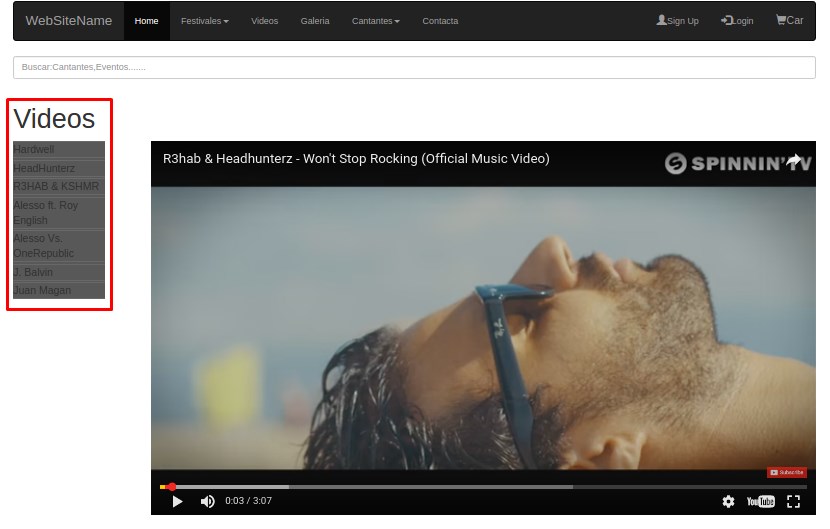 WebSiteName Home Festivales Videos Galeria Cantantes Contacta Sign Up Login Car
Buscar:Cantantes,Eventos.......
Videos
Hardwell
HeadHunterz
R3HAB & KSHMR
Alesso ft. Roy
English
Alesso Vs.
OneRepublic
J. Balvin
Juan Magan
R3hab & Headhunterz - Won't Stop Rocking (Official Music Video)
SPINNIN' TV
Ray-Ban
Subscribe
0:03 / 3:07
YouTube